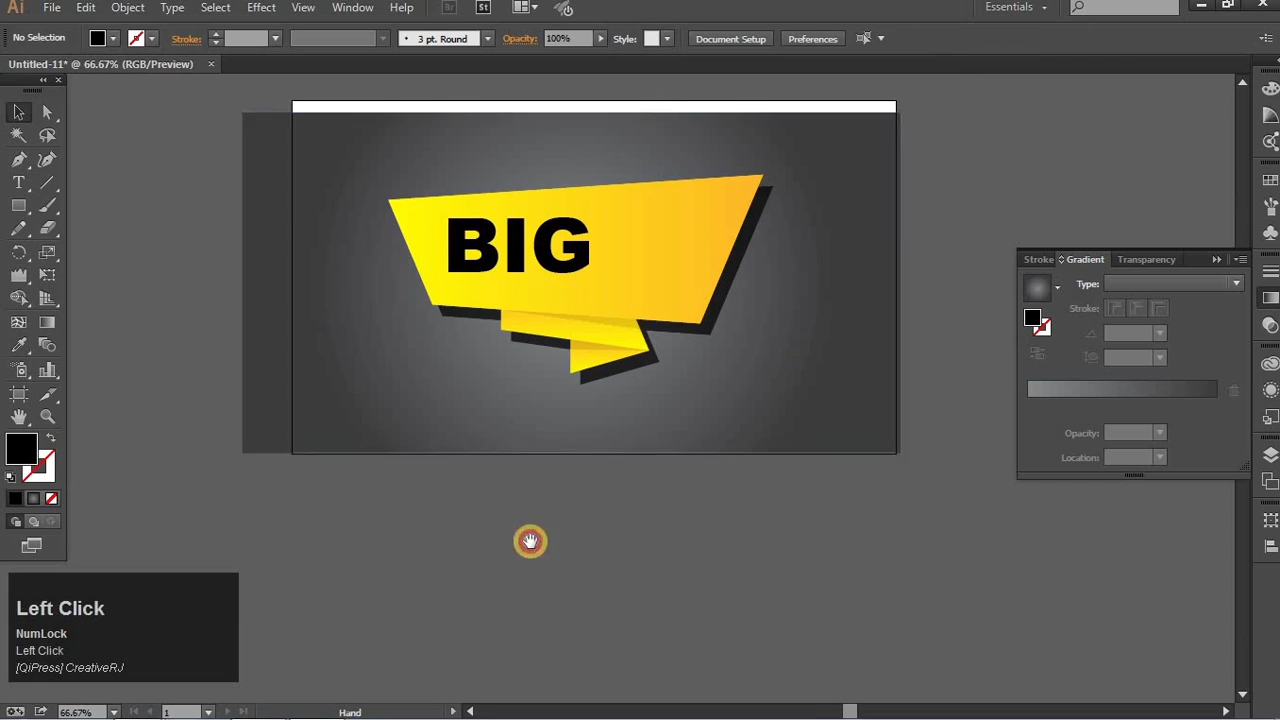 Ai File Edit Object Type Select Effect View Window Help Br St Essentials
No Selection Stroke: 3 pt. Round Opacity: 100% Style: Document Setup Preferences
Untitled-11* @ 66.67% (RGB/Preview)
BIG
Stroke Gradient Transparency
Type:
Stroke:
Opacity:
Location:
Left Click
NumLock
Left Click
[QiPress] CreativeRJ
66.67% 1 Hand